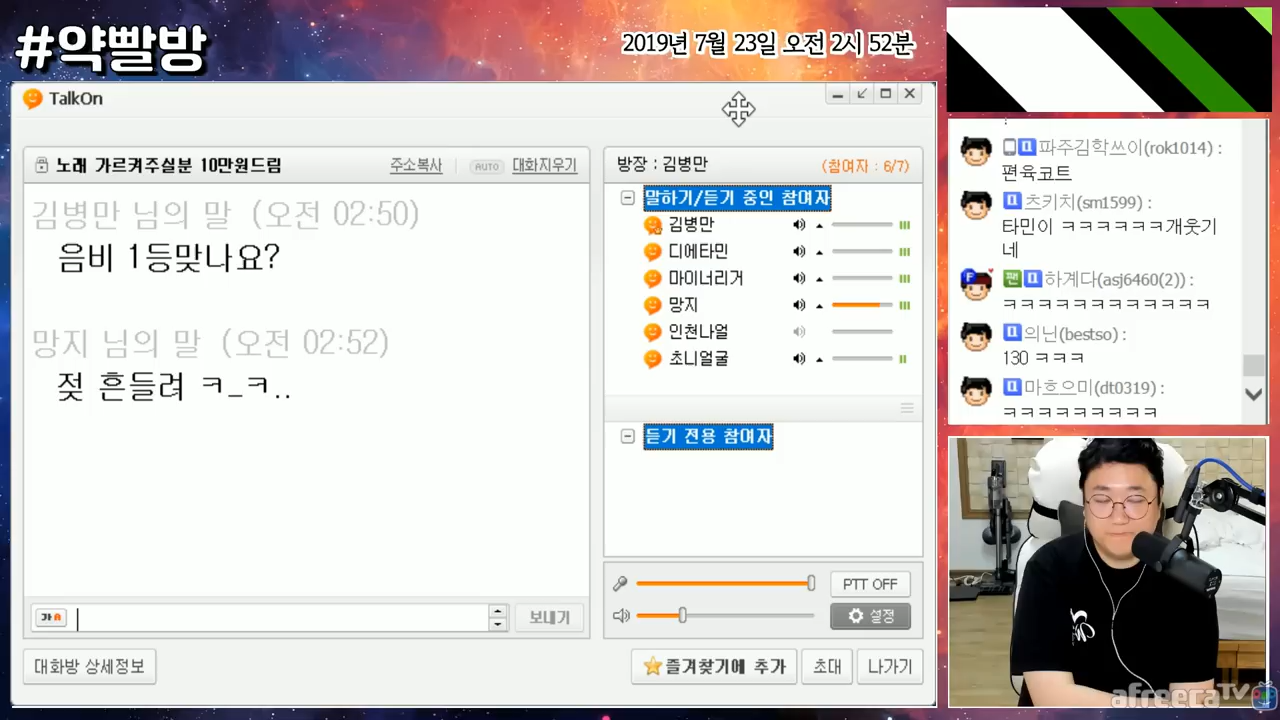 #약빨방
2019년 7월 23일 오전 2시 52분
TalkOn
노래 가르켜주실분 10만원드림
주소복사
AUTO
대화지우기
김병만 님의 말 (오전 02:50)
음비 1등맞나요?
망지 님의 말 (오전 02:52)
젖 흔들려 ㅋ_ㅋ..
가
보내기
대화방 상세정보
방장 : 김병만
(참여자 : 6/7)
말하기/듣기 중인 참여자
김병만
디에타민
마이너리거
망지
인천나얼
초니얼굴
듣기 전용 참여자
PTT OFF
설정
즐겨찾기에 추가
초대
나가기
파주김학쓰이(rok1014) :
편육코트
츠키치(sm1599) :
타민이 ㅋㅋㅋㅋㅋㅋ개웃기
네
F 팬 하계다(asj6460(2)) :
ㅋㅋㅋㅋㅋㅋㅋㅋㅋㅋㅋㅋ
의닌(bestso) :
130 ㅋㅋㅋ
마흐으미(dt0319) :
ㅋㅋㅋㅋㅋㅋㅋㅋㅋ
afreecaTV